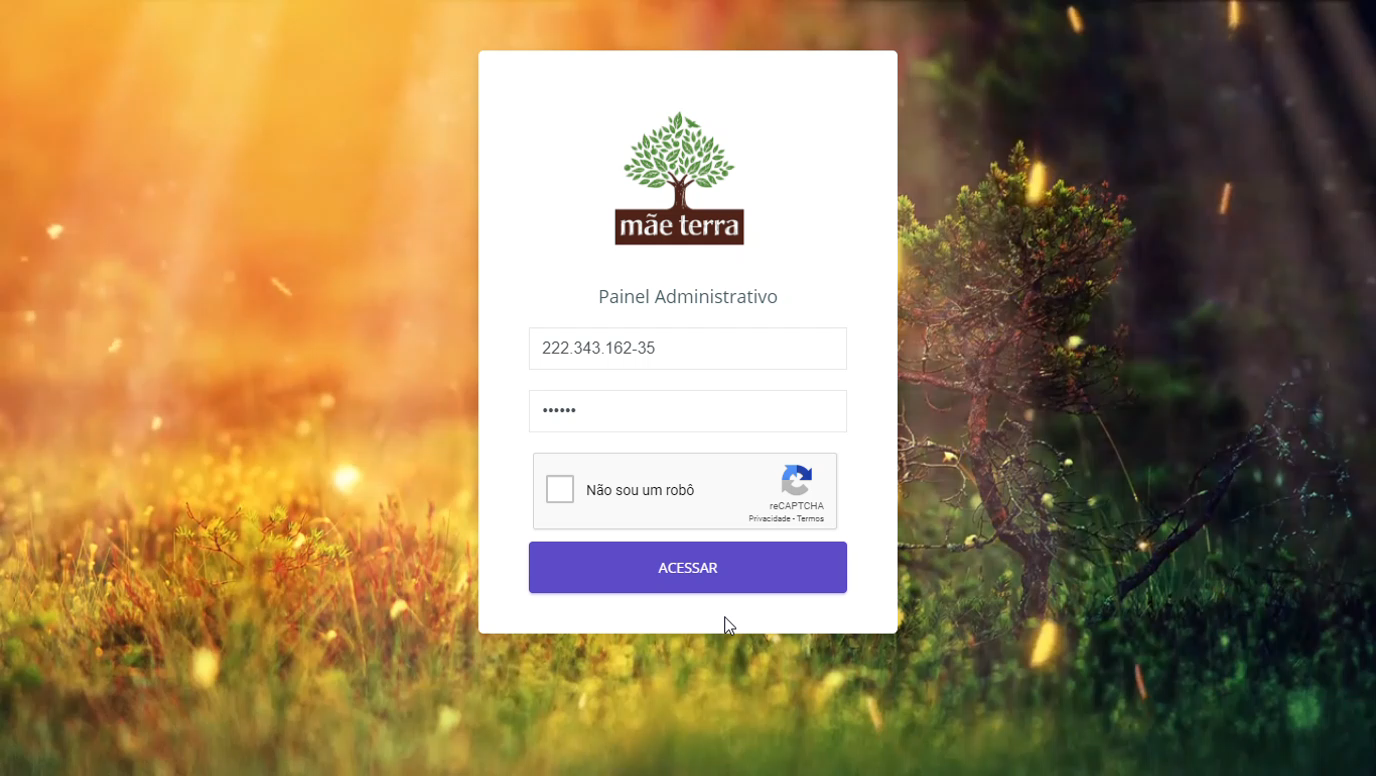 mãe terra
Painel Administrativo
222.343.162-35
••••••
Não sou um robô
reCAPTCHA
Privacidade - Termos
ACESSAR